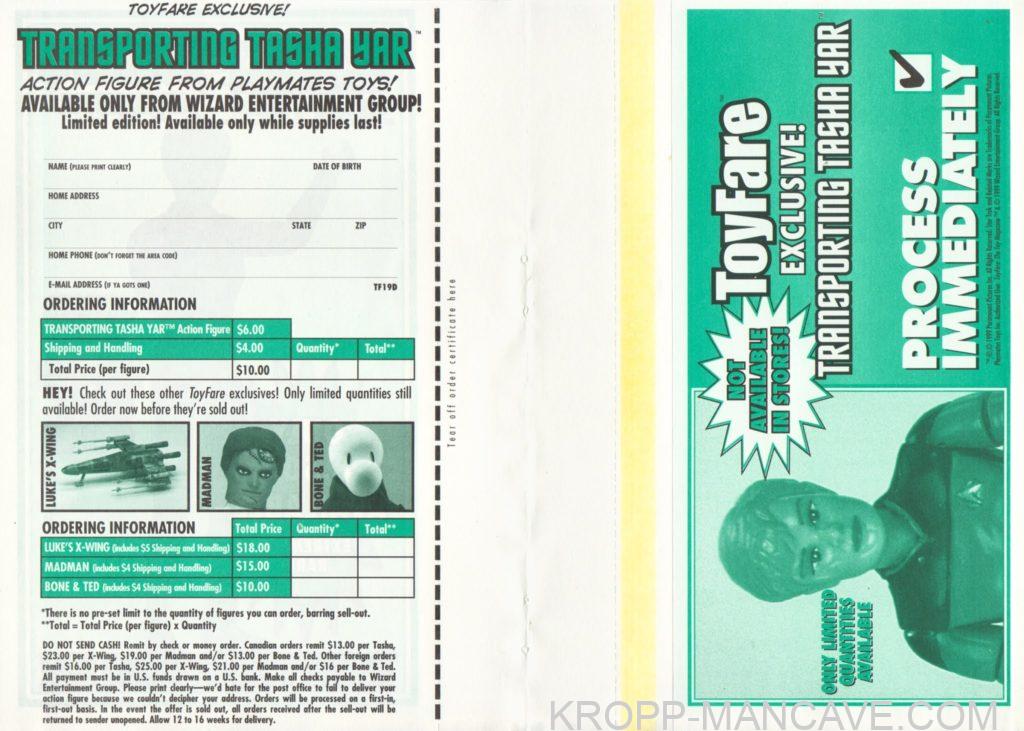 TOYFARE EXCLUSIVE!
TRANSPORTING TASHA YAR™
ACTION FIGURE FROM PLAYMATES TOYS!
AVAILABLE ONLY FROM WIZARD ENTERTAINMENT GROUP!
Limited edition! Available only while supplies last!
NAME (PLEASE PRINT CLEARLY) DATE OF BIRTH
HOME ADDRESS
CITY STATE ZIP
HOME PHONE (DON'T FORGET THE AREA CODE)
E-MAIL ADDRESS (IF YA GOTS ONE) TF19D
ORDERING INFORMATION
TRANSPORTING TASHA YAR™ Action Figure $6.00
Shipping and Handling $4.00 Quantity* Total**
Total Price (per figure) $10.00
HEY! Check out these other ToyFare exclusives! Only limited quantities still
available! Order now before they're sold out!
LUKE'S X-WING
MADMAN
BONE & TED
ORDERING INFORMATION Total Price Quantity* Total**
LUKE'S X-WING (includes $5 Shipping and Handling) $18.00
MADMAN (includes $4 Shipping and Handling) $15.00
BONE & TED (includes $4 Shipping and Handling) $10.00
*There is no pre-set limit to the quantity of figures you can order, barring sell-out.
**Total = Total Price (per figure) x Quantity
DO NOT SEND CASH! Remit by check or money order. Canadian orders remit $13.00 per Tasha,
$23.00 per X-Wing, $19.00 per Madman and/or $13.00 per Bone & Ted. Other foreign orders
remit $16.00 per Tasha, $25.00 per X-Wing, $21.00 per Madman and/or $16 per Bone & Ted.
All payment must be in U.S. funds drawn on a U.S. bank. Make all checks payable to Wizard
Entertainment Group. Please print clearly—we'd hate for the post office to fail to deliver your
action figure because we couldn't decipher your address. Orders will be processed on a first-in,
first-out basis. In the event the offer is sold out, all orders received after the sell-out will be
returned to sender unopened. Allow 12 to 16 weeks for delivery.
Tear off order certificate here
ToyFare™
EXCLUSIVE!
TRANSPORTING TASHA YAR™
NOT
AVAILABLE
IN STORES!
PROCESS
IMMEDIATELY
ONLY LIMITED
QUANTITIES
AVAILABLE
KROPP-MANCAVE.COM